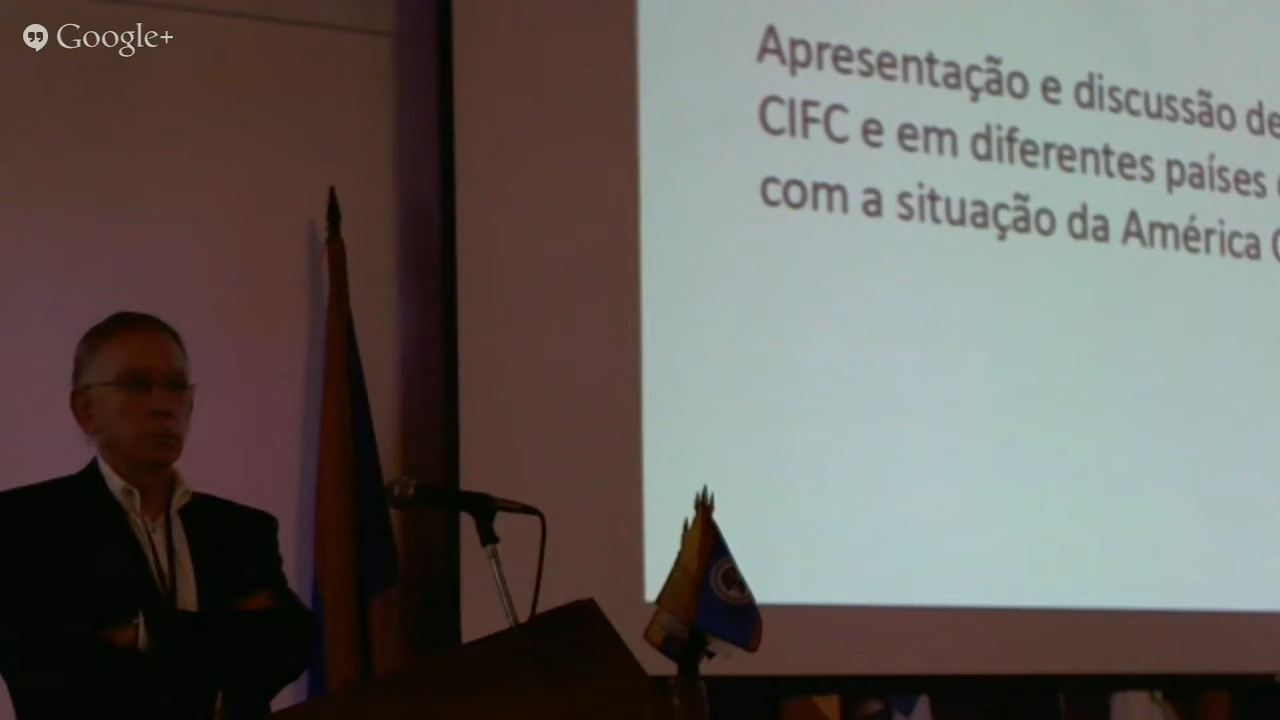 Google+
Apresentação e discussão de
CIFC e em diferentes países
com a situação da América